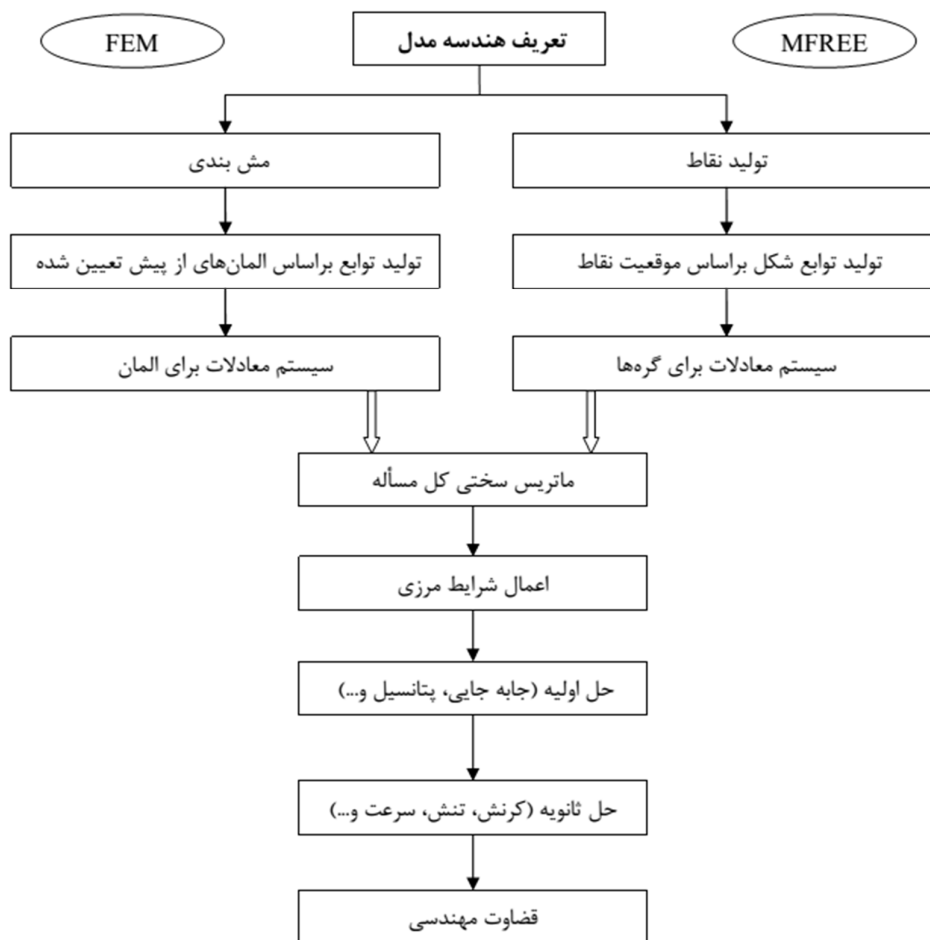 FEM
تعریف هندسه مدل
MFREE
مش بندی
تولید نقاط
تولید توابع براساس المان‌های از پیش تعیین شده
تولید توابع شکل براساس موقعیت نقاط
سیستم معادلات برای المان
سیستم معادلات برای گره‌ها
ماتریس سختی کل مسأله
اعمال شرایط مرزی
حل اولیه (جابه جایی، پتانسیل و...)
حل ثانویه (کرنش، تنش، سرعت و...)
قضاوت مهندسی